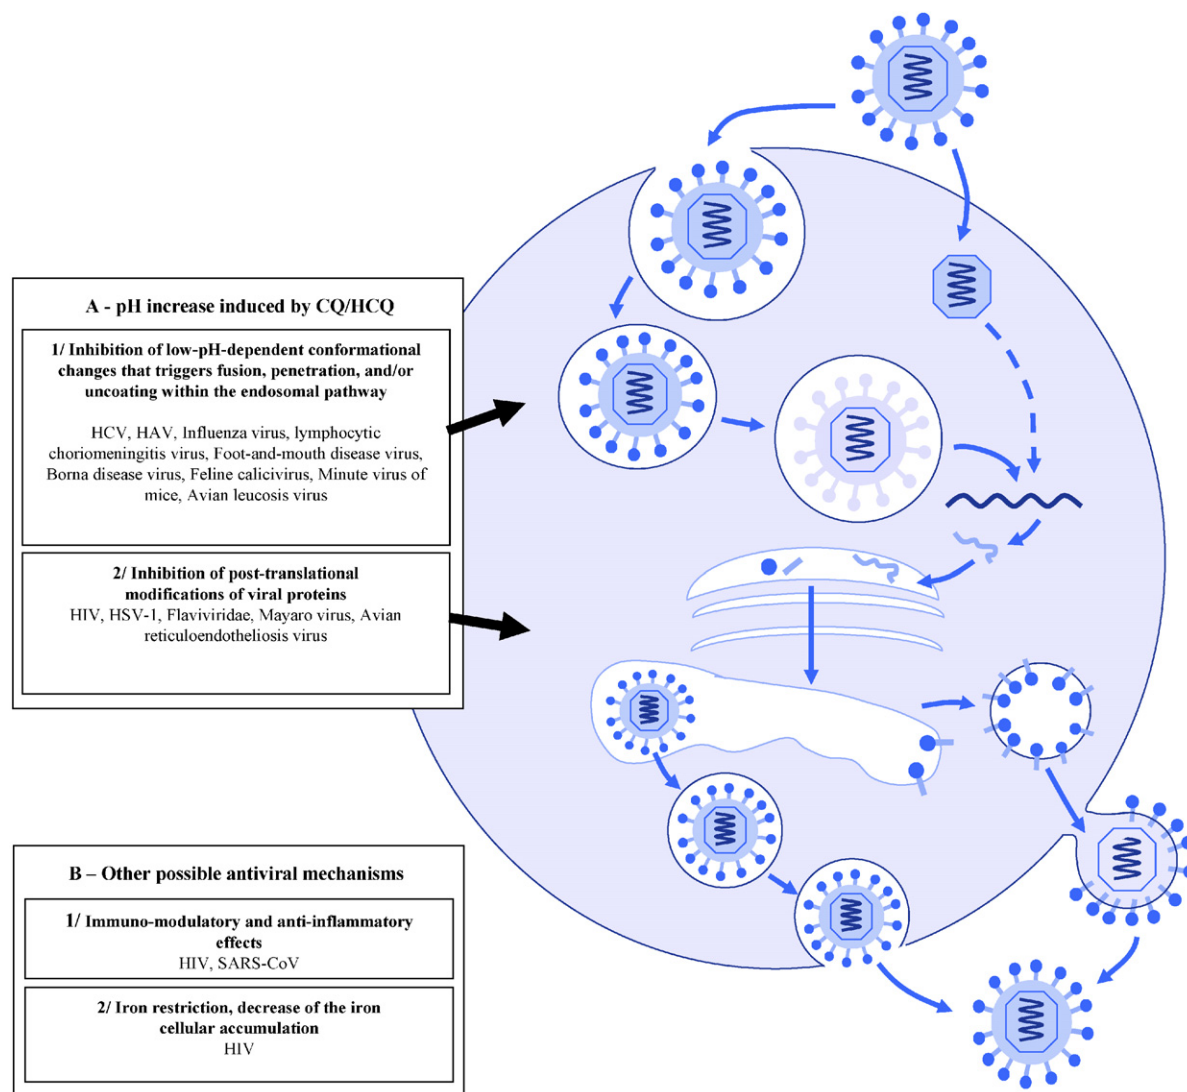 A - pH increase induced by CQ/HCQ
1/ Inhibition of low-pH-dependent conformational
changes that triggers fusion, penetration, and/or
uncoating within the endosomal pathway
HCV, HAV, Influenza virus, lymphocytic
choriomeningitis virus, Foot-and-mouth disease virus,
Borna disease virus, Feline calicivirus, Minute virus of
mice, Avian leucosis virus
2/ Inhibition of post-translational
modifications of viral proteins
HIV, HSV-1, Flaviviridae, Mayaro virus, Avian
reticuloendotheliosis virus
B – Other possible antiviral mechanisms
1/ Immuno-modulatory and anti-inflammatory
effects
HIV, SARS-CoV
2/ Iron restriction, decrease of the iron
cellular accumulation
HIV